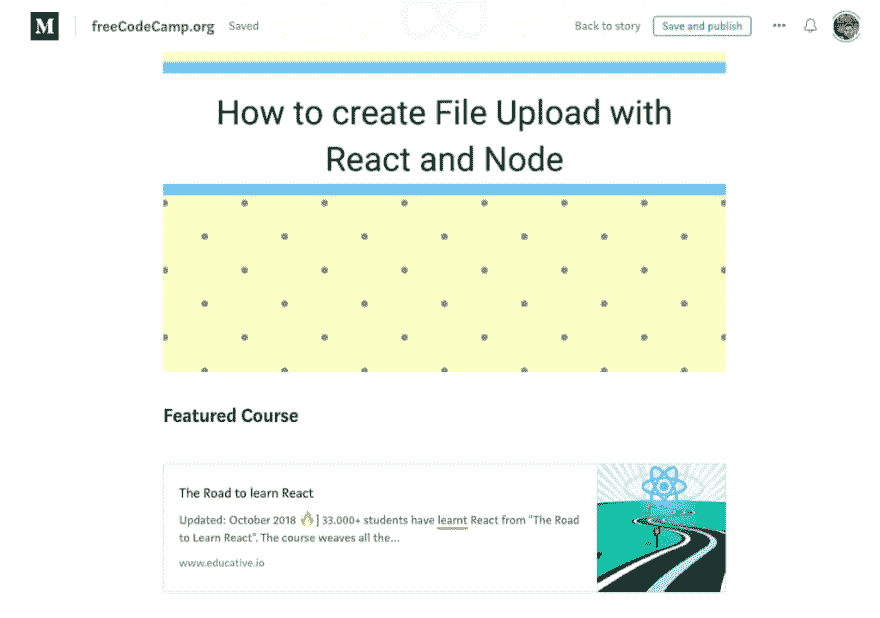 M freeCodeCamp.org Saved Back to story Save and publish ...
How to create File Upload with
React and Node
Featured Course
The Road to learn React
Updated: October 2018 🔥 | 33.000+ students have learnt React from “The Road
to Learn React”. The course weaves all the...
www.educative.io